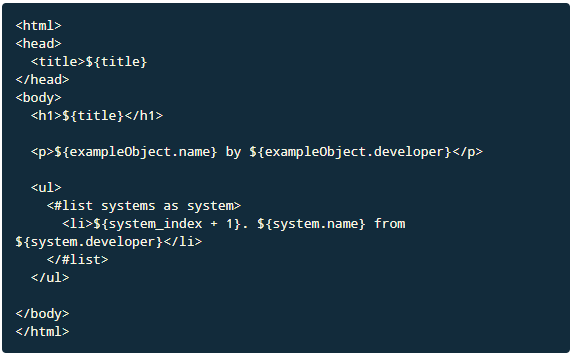 <html>
<head>
  <title>${title}
</head>
<body>
  <h1>${title}</h1>

  <p>${exampleObject.name} by ${exampleObject.developer}</p>

  <ul>
    <#list systems as system>
      <li>${system_index + 1}. ${system.name} from
${system.developer}</li>
    </#list>
  </ul>

</body>
</html>